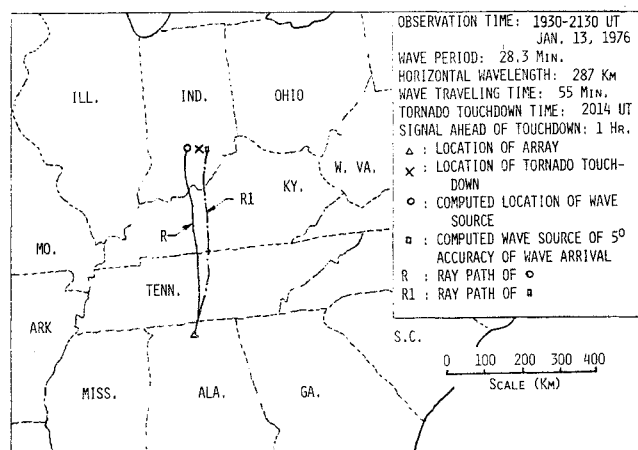 OBSERVATION TIME: 1930-2130 UT
JAN. 13, 1976
WAVE PERIOD: 28.3 MIN.
HORIZONTAL WAVELENGTH: 287 KM
WAVE TRAVELING TIME: 55 MIN.
TORNADO TOUCHDOWN TIME: 2014 UT
SIGNAL AHEAD OF TOUCHDOWN: 1 HR.
△ : LOCATION OF ARRAY
X : LOCATION OF TORNADO TOUCH-
DOWN
O : COMPUTED LOCATION OF WAVE
SOURCE
□ : COMPUTED WAVE SOURCE OF 5°
ACCURACY OF WAVE ARRIVAL
R : RAY PATH OF O
R1 : RAY PATH OF □
ILL.
IND.
OHIO
W. VA.
KY.
R1
R
MO.
TENN.
ARK
S.C.
MISS.
ALA.
GA.
0 100 200 300 400
SCALE (KM)